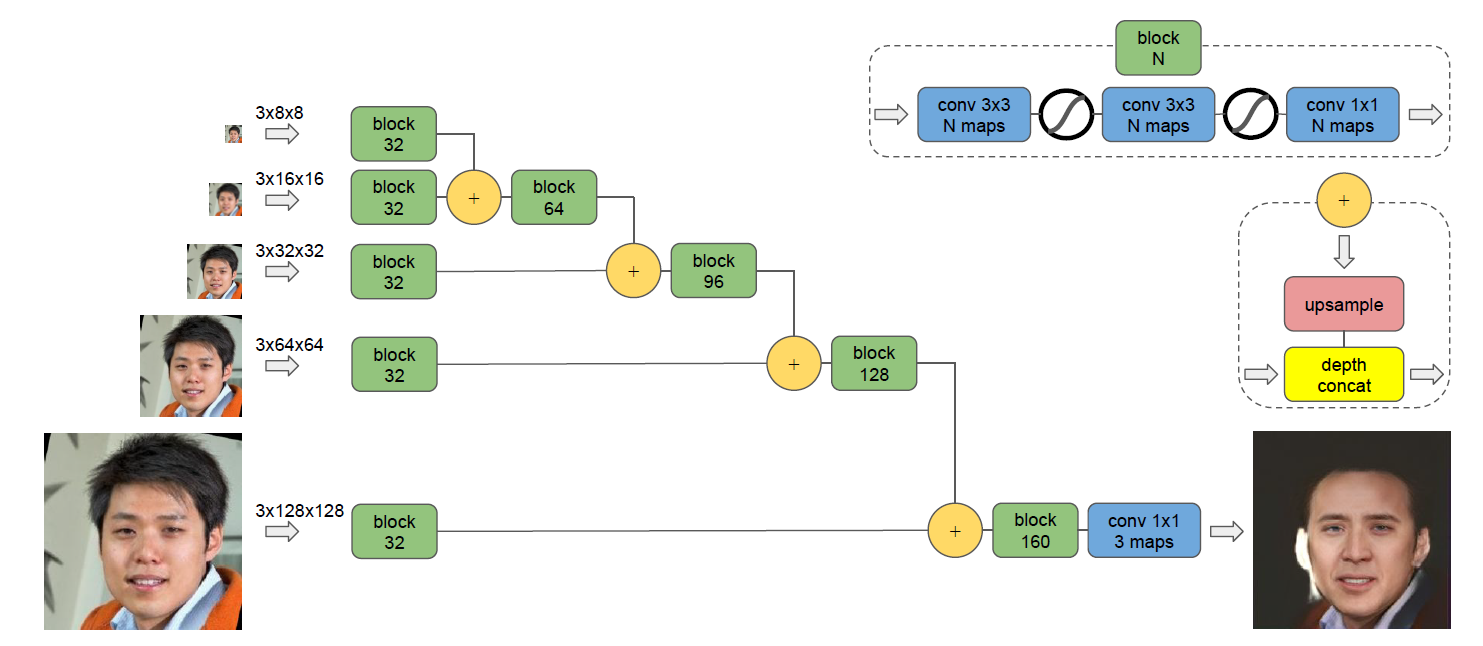 block
N
conv 3x3
N maps
conv 3x3
N maps
conv 1x1
N maps
3x8x8
block
32
3x16x16
block
32
+
block
64
+
3x32x32
block
32
+
block
96
upsample
depth
concat
3x64x64
block
32
+
block
128
3x128x128
block
32
+
block
160
conv 1x1
3 maps